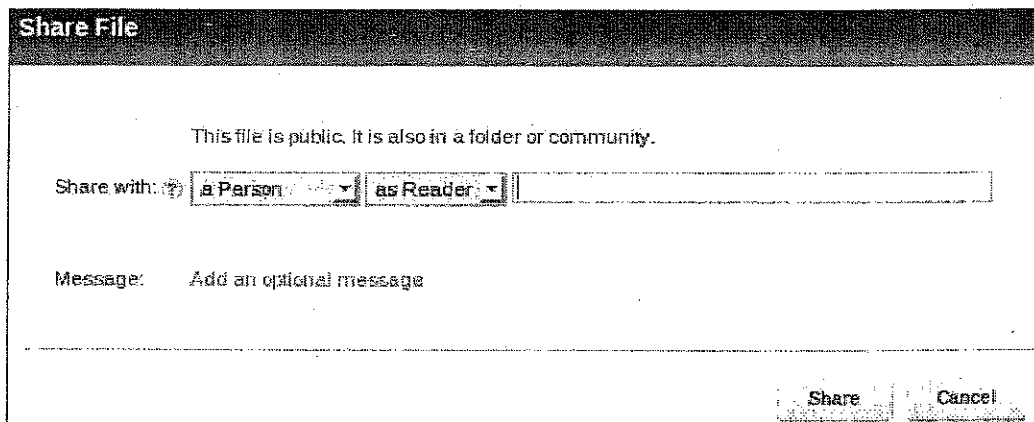 Share File
This file is public. It is also in a folder or community.
Share with: ? a Person as Reader
Message: Add an optional message
Share Cancel